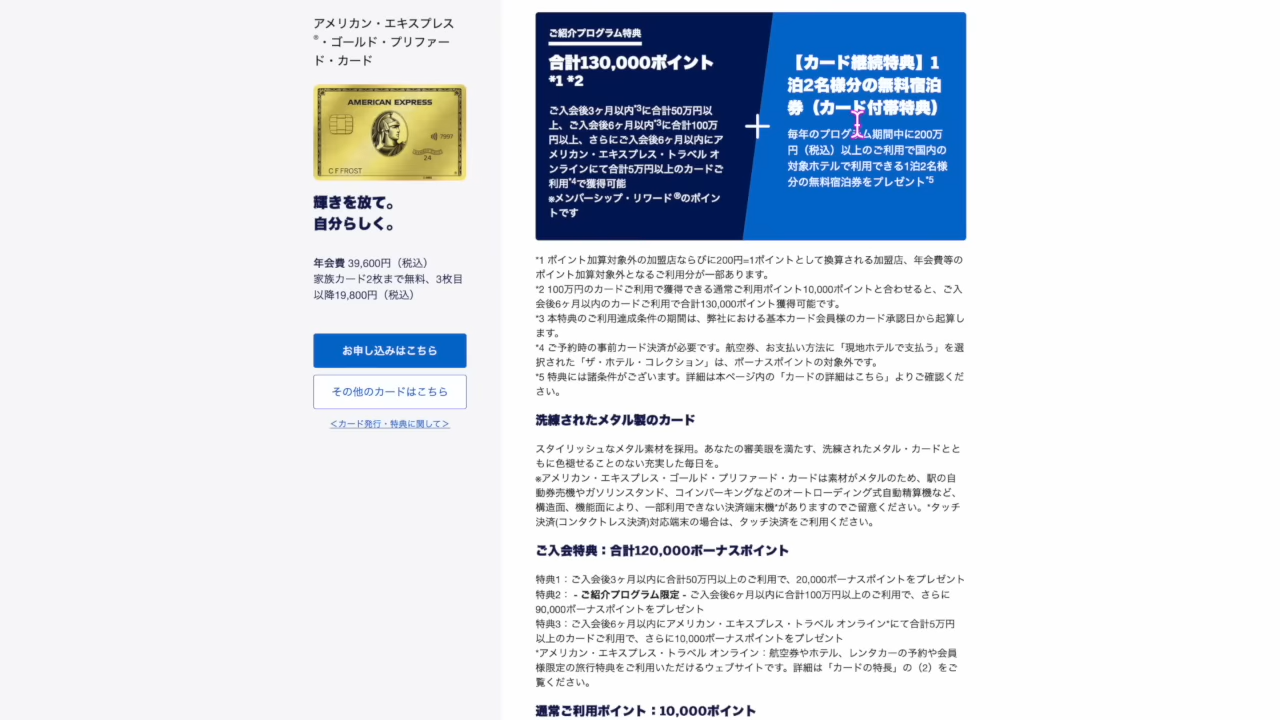 アメリカン・エキスプレス
®・ゴールド・プリファー
ド・カード
AMERICAN EXPRESS
7997
24
C F FROST
輝きを放て。
自分らしく。
年会費 39,600円（税込）
家族カード2枚まで無料、3枚目
以降19,800円（税込）
お申し込みはこちら
その他のカードはこちら
＜カード発行・特典に関して＞
ご紹介プログラム特典
合計130,000ポイント
*1 *2
ご入会後3ヶ月以内*3に合計50万円以
上、ご入会後6ヶ月以内*3に合計100万
円以上、さらにご入会後6ヶ月以内にア
メリカン・エキスプレス・トラベル オ
ンラインにて合計5万円以上のカードご
利用*4で獲得可能
※メンバーシップ・リワード®のポイン
トです
【カード継続特典】1
泊2名様分の無料宿泊
券（カード付帯特典）
毎年のプログラム期間中に200万
円（税込）以上のご利用で国内の
対象ホテルで利用できる1泊2名様
分の無料宿泊券をプレゼント*5
*1 ポイント加算対象外の加盟店ならびに200円=1ポイントとして換算される加盟店、年会費等の
ポイント加算対象外となるご利用分が一部あります。
*2 100万円のカードご利用で獲得できる通常ご利用ポイント10,000ポイントと合わせると、ご入
会後6ヶ月以内のカードご利用で合計130,000ポイント獲得可能です。
*3 本特典のご利用達成条件の期間は、弊社における基本カード会員様のカード承認日から起算し
ます。
*4 ご予約時の事前カード決済が必要です。航空券、お支払い方法に「現地ホテルで支払う」を選
択された「ザ・ホテル・コレクション」は、ボーナスポイントの対象外です。
*5 特典には諸条件がございます。詳細は本ページ内の「カードの詳細はこちら」よりご確認くだ
さい。
洗練されたメタル製のカード
スタイリッシュなメタル素材を採用。あなたの審美眼を満たす、洗練されたメタル・カードとと
もに色褪せることのない充実した毎日を。
※アメリカン・エキスプレス・ゴールド・プリファード・カードは素材がメタルのため、駅の自
動券売機やガソリンスタンド、コインパーキングなどのオートローディング式自動精算機など、
構造面、機能面により、一部利用できない決済端末機*がありますのでご留意ください。*タッチ
決済(コンタクトレス決済)対応端末の場合は、タッチ決済をご利用ください。
ご入会特典：合計120,000ボーナスポイント
特典1：ご入会後3ヶ月以内に合計50万円以上のご利用で、20,000ボーナスポイントをプレゼント
特典2： - ご紹介プログラム限定 - ご入会後6ヶ月以内に合計100万円以上のご利用で、さらに
90,000ボーナスポイントをプレゼント
特典3：ご入会後6ヶ月以内にアメリカン・エキスプレス・トラベル オンライン*にて合計5万円
以上のカードご利用で、さらに10,000ボーナスポイントをプレゼント
*アメリカン・エキスプレス・トラベル オンライン：航空券やホテル、レンタカーの予約や会員
様限定の旅行特典をご利用いただけるウェブサイトです。詳細は「カードの特長」の（2）をご
覧ください。
通常ご利用ポイント：10,000ポイント